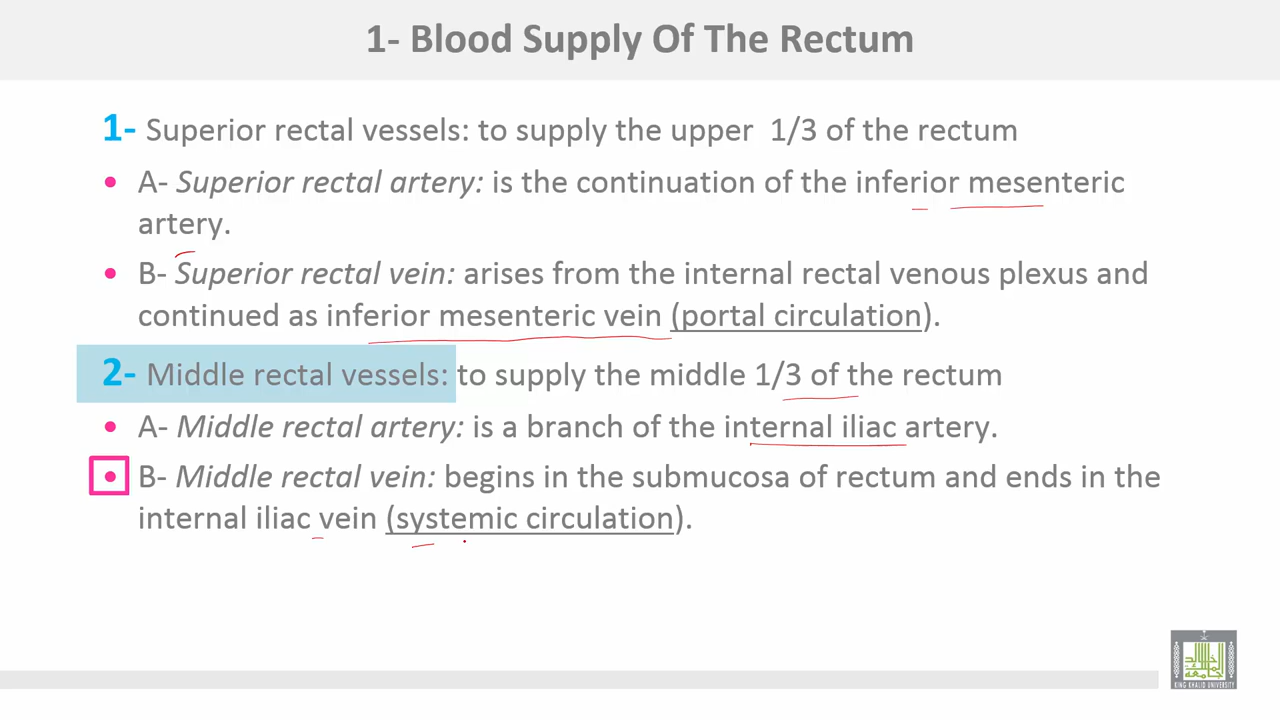 1- Blood Supply Of The Rectum
1- Superior rectal vessels: to supply the upper 1/3 of the rectum
• A- Superior rectal artery: is the continuation of the inferior mesenteric
artery.
• B- Superior rectal vein: arises from the internal rectal venous plexus and
continued as inferior mesenteric vein (portal circulation).
2- Middle rectal vessels: to supply the middle 1/3 of the rectum
• A- Middle rectal artery: is a branch of the internal iliac artery.
• B- Middle rectal vein: begins in the submucosa of rectum and ends in the
internal iliac vein (systemic circulation).
KING KHALID UNIVERSITY